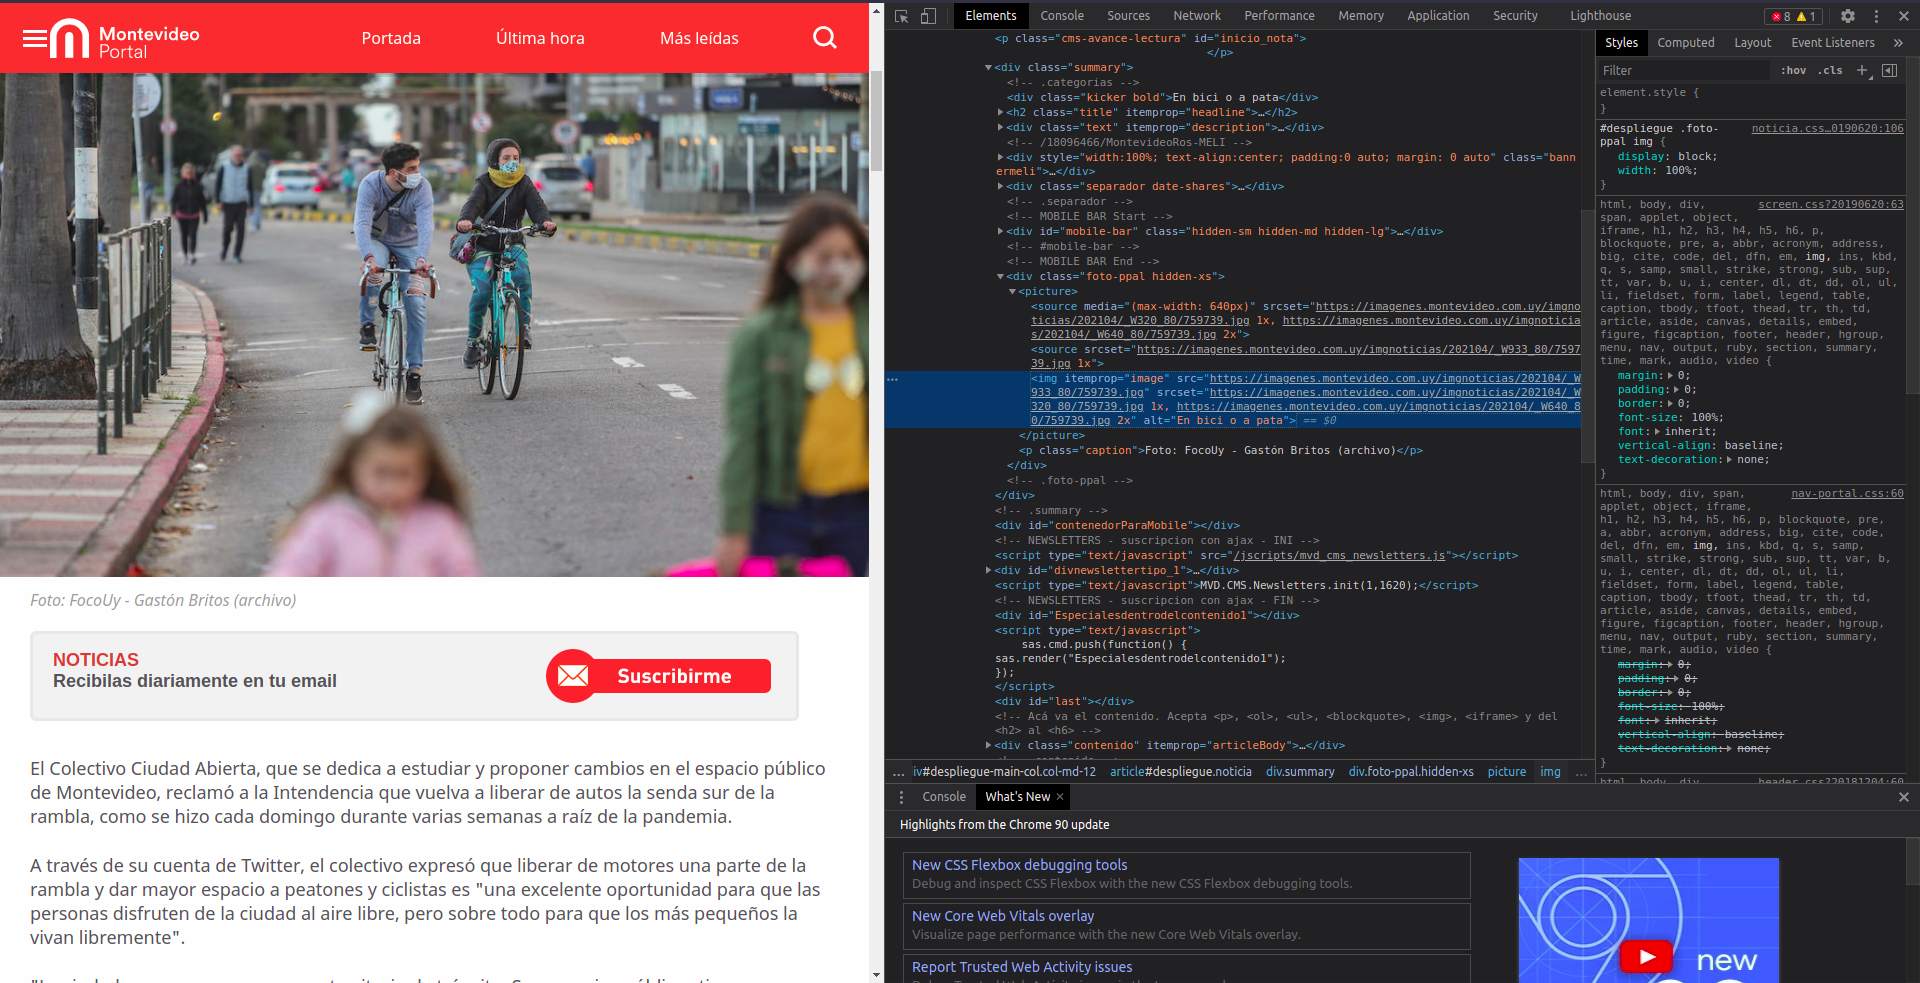 Montevideo
Portal
Portada
Última hora
Más leídas
Foto: FocoUy - Gastón Britos (archivo)
NOTICIAS
Recibilas diariamente en tu email
Suscribirme
El Colectivo Ciudad Abierta, que se dedica a estudiar y proponer cambios en el espacio público
de Montevideo, reclamó a la Intendencia que vuelva a liberar de autos la senda sur de la
rambla, como se hizo cada domingo durante varias semanas a raíz de la pandemia.
A través de su cuenta de Twitter, el colectivo expresó que liberar de motores una parte de la
rambla y dar mayor espacio a peatones y ciclistas es "una excelente oportunidad para que las
personas disfruten de la ciudad al aire libre, pero sobre todo para que los más pequeños la
vivan libremente".
Elements Console Sources Network Performance Memory Application Security Lighthouse 8 1
<p class="cms-avance-lectura" id="inicio_nota">
</p>
<div class="summary">
<!-- .categorias -->
<div class="kicker bold">En bici o a pata</div>
<h2 class="title" itemprop="headline">…</h2>
<div class="text" itemprop="description">…</div>
<!-- /18096466/MontevideoRos-MELI -->
<div style="width:100%; text-align:center; padding:0 auto; margin: 0 auto" class="bann
ermeli">…</div>
<div class="separador date-shares">…</div>
<!-- .separador -->
<!-- MOBILE BAR Start -->
<div id="mobile-bar" class="hidden-sm hidden-md hidden-lg">…</div>
<!-- #mobile-bar -->
<!-- MOBILE BAR End -->
<div class="foto-ppal hidden-xs">
<picture>
<source media="(max-width: 640px)" srcset="https://imagenes.montevideo.com.uy/imgno
ticias/202104/_W320_80/759739.jpg 1x, https://imagenes.montevideo.com.uy/imgnoticia
s/202104/_W640_80/759739.jpg 2x">
<source srcset="https://imagenes.montevideo.com.uy/imgnoticias/202104/_W933_80/7597
39.jpg 1x">
<img itemprop="image" src="https://imagenes.montevideo.com.uy/imgnoticias/202104/_W
933_80/759739.jpg" srcset="https://imagenes.montevideo.com.uy/imgnoticias/202104/_W
320_80/759739.jpg 1x, https://imagenes.montevideo.com.uy/imgnoticias/202104/_W640_8
0/759739.jpg 2x" alt="En bici o a pata"> == $0
</picture>
<p class="caption">Foto: FocoUy - Gastón Britos (archivo)</p>
</div>
<!-- .foto-ppal -->
</div>
<!-- .summary -->
<div id="contenedorParaMobile"></div>
<!-- NEWSLETTERS - suscripcion con ajax - INI -->
<script type="text/javascript" src="/jscripts/mvd_cms_newsletters.js"></script>
<div id="divnewslettertipo_1">…</div>
<script type="text/javascript">MVD.CMS.Newsletters.init(1,1620);</script>
<!-- NEWSLETTERS - suscripcion con ajax - FIN -->
<div id="Especialesdentrodelcontenido1"></div>
<script type="text/javascript">
sas.cmd.push(function() {
sas.render("Especialesdentrodelcontenido1");
});
</script>
<div id="last"></div>
<!-- Acá va el contenido. Acepta <p>, <ol>, <ul>, <blockquote>, <img>, <iframe> y del
<h2> al <h6> -->
<div class="contenido" itemprop="articleBody">…</div>
… iv#despliegue-main-col.col-md-12 article#despliegue.noticia div.summary div.foto-ppal.hidden-xs picture img …
Styles Computed Layout Event Listeners »
Filter :hov .cls +
element.style {
}
#despliegue .foto- noticia.css…0190620:106
ppal img {
display: block;
width: 100%;
}
html, body, div, screen.css?20190620:63
span, applet, object,
iframe, h1, h2, h3, h4, h5, h6, p,
blockquote, pre, a, abbr, acronym, address,
big, cite, code, del, dfn, em, img, ins, kbd,
q, s, samp, small, strike, strong, sub, sup,
tt, var, b, u, i, center, dl, dt, dd, ol, ul,
li, fieldset, form, label, legend, table,
caption, tbody, tfoot, thead, tr, th, td,
article, aside, canvas, details, embed,
figure, figcaption, footer, header, hgroup,
menu, nav, output, ruby, section, summary,
time, mark, audio, video {
margin: 0;
padding: 0;
border: 0;
font-size: 100%;
font: inherit;
vertical-align: baseline;
text-decoration: none;
}
html, body, div, span, nav-portal.css:60
applet, object, iframe,
h1, h2, h3, h4, h5, h6, p, blockquote, pre,
a, abbr, acronym, address, big, cite, code,
del, dfn, em, img, ins, kbd, q, s, samp,
small, strike, strong, sub, sup, tt, var, b,
u, i, center, dl, dt, dd, ol, ul, li,
fieldset, form, label, legend, table,
caption, tbody, tfoot, thead, tr, th, td,
article, aside, canvas, details, embed,
figure, figcaption, footer, header, hgroup,
menu, nav, output, ruby, section, summary,
time, mark, audio, video {
margin: 0;
padding: 0;
border: 0;
font-size: 100%;
font: inherit;
vertical-align: baseline;
text-decoration: none;
}
html, body, div, header.css?20181204:60
Console What's New ×
Highlights from the Chrome 90 update
New CSS Flexbox debugging tools
Debug and inspect CSS Flexbox with the new CSS Flexbox debugging tools.
New Core Web Vitals overlay
Visualize page performance with the new Core Web Vitals overlay.
Report Trusted Web Activity issues
new